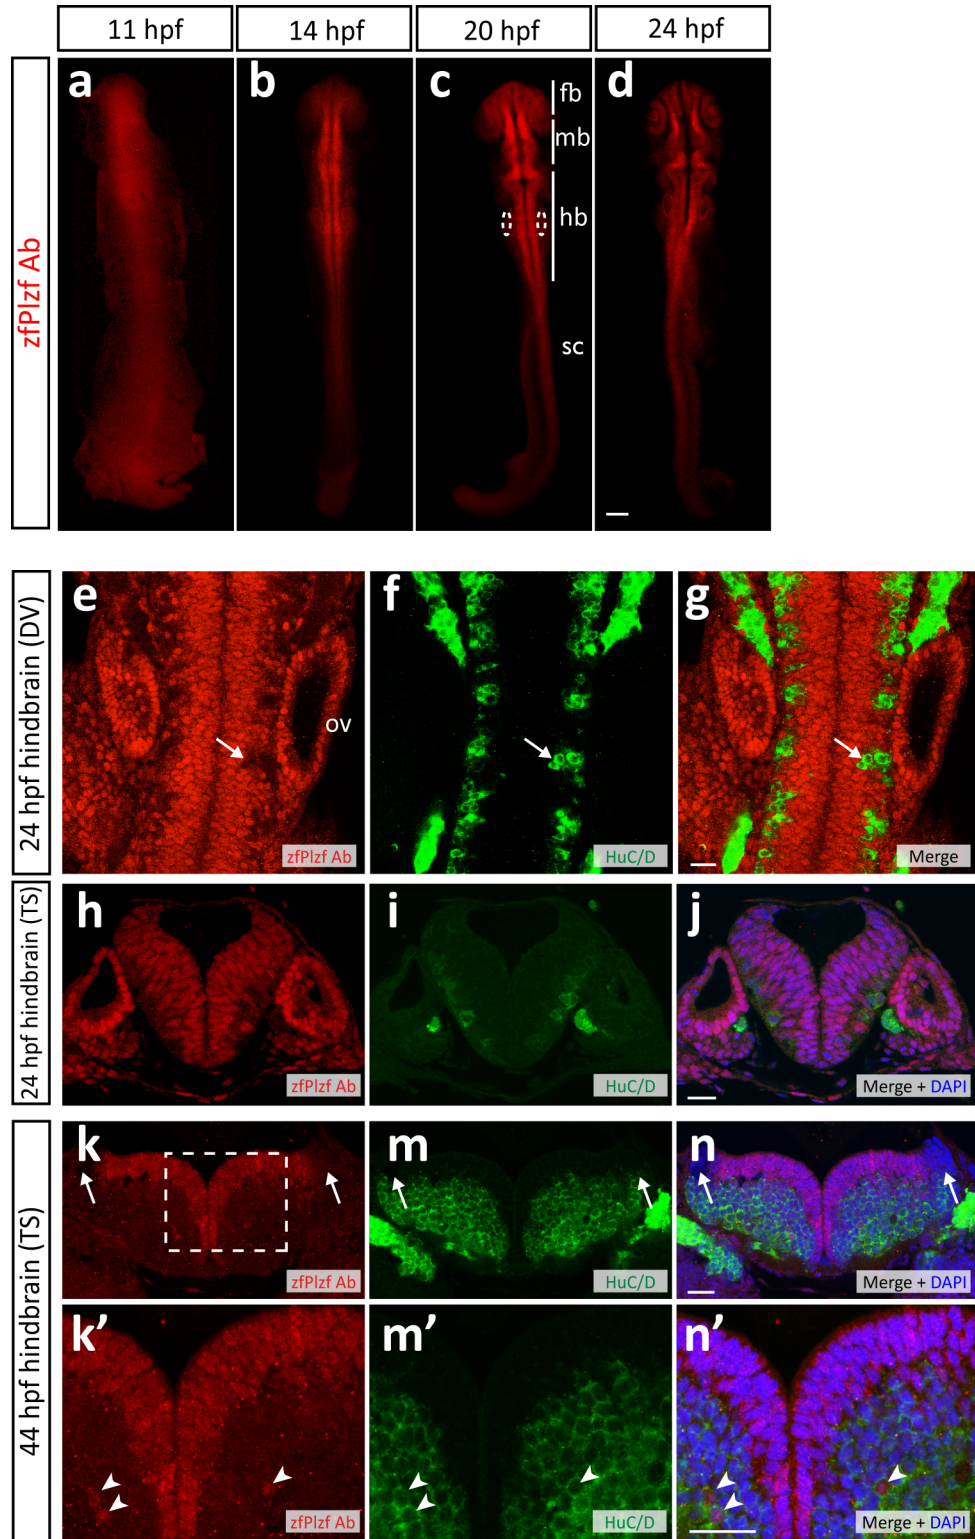 11 hpf
14 hpf
20 hpf
24 hpf
zfPlzf Ab
a
b
c
d
fb
mb
hb
sc
24 hpf hindbrain (DV)
e
f
g
ov
zfPlzf Ab
HuC/D
Merge
24 hpf hindbrain (TS)
h
i
j
zfPlzf Ab
HuC/D
Merge + DAPI
44 hpf hindbrain (TS)
k
m
n
zfPlzf Ab
HuC/D
Merge + DAPI
k’
m’
n’
zfPlzf Ab
HuC/D
Merge + DAPI